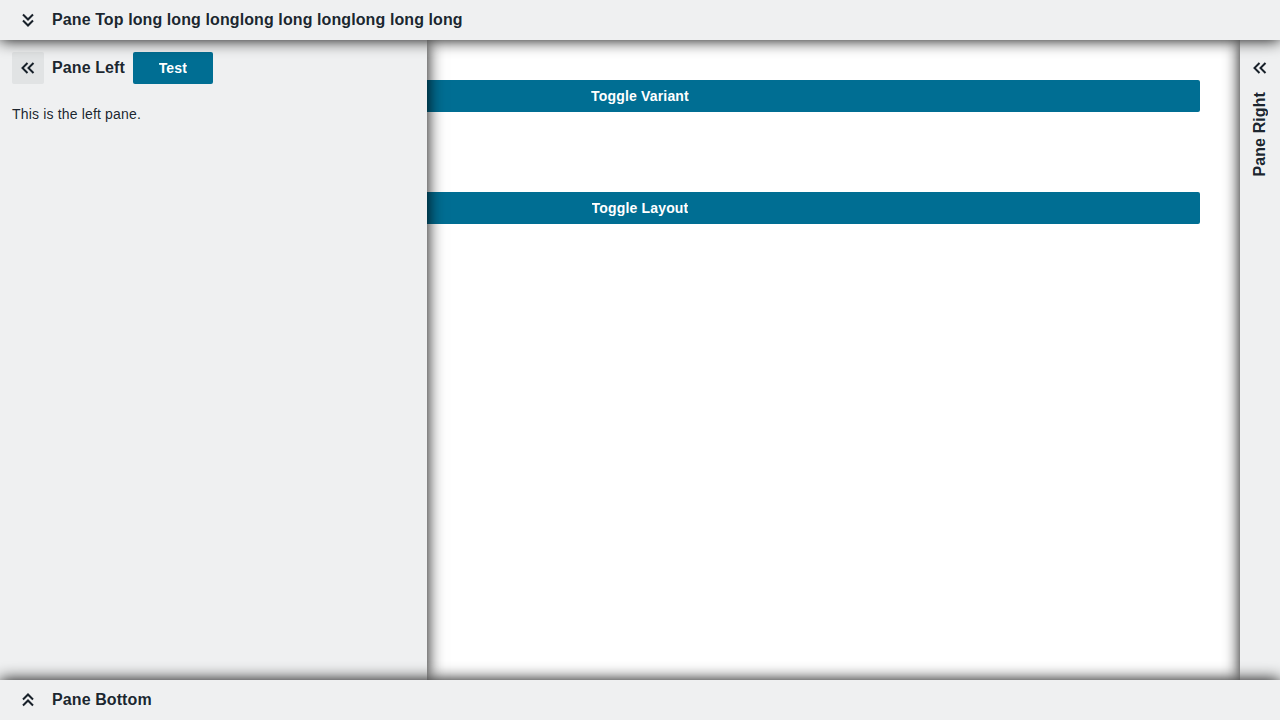 Pane Top long long longlong long longlong long long
Pane Left
Test
This is the left pane.
Toggle Variant
Toggle Layout
Pane Right
Pane Bottom